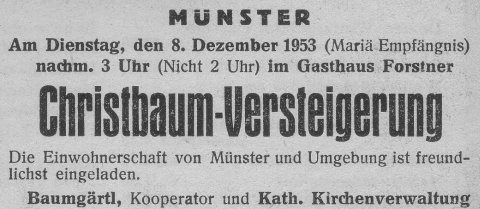 MÜNSTER
Am Dienstag, den 8. Dezember 1953 (Mariä Empfängnis)
nachm. 3 Uhr (Nicht 2 Uhr) im Gasthaus Forstner
Christbaum-Versteigerung
Die Einwohnerschaft von Münster und Umgebung ist freund-
lichst eingeladen.
Baumgärtl, Kooperator und Kath. Kirchenverwaltung